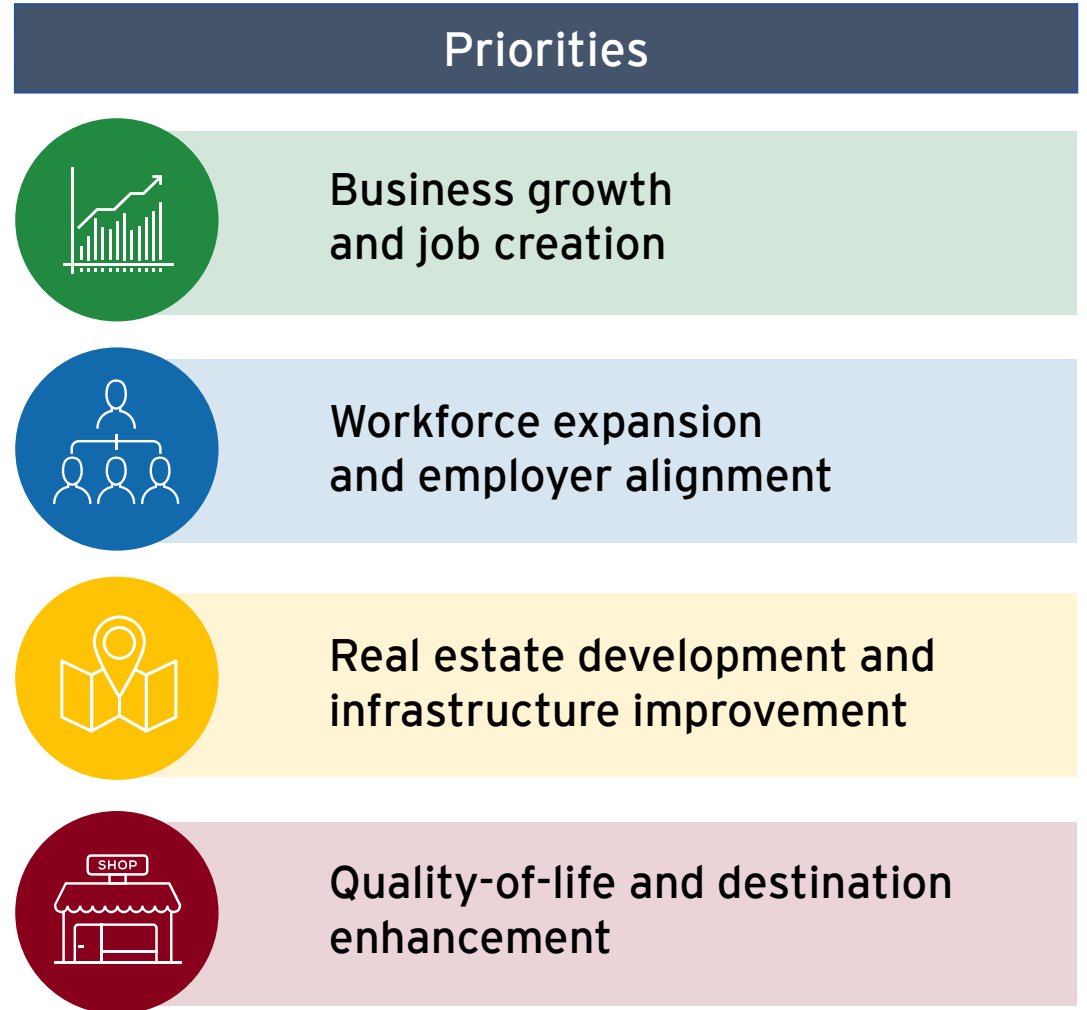 Priorities
Business growth
and job creation
Workforce expansion
and employer alignment
Real estate development and
infrastructure improvement
SHOP
Quality-of-life and destination
enhancement